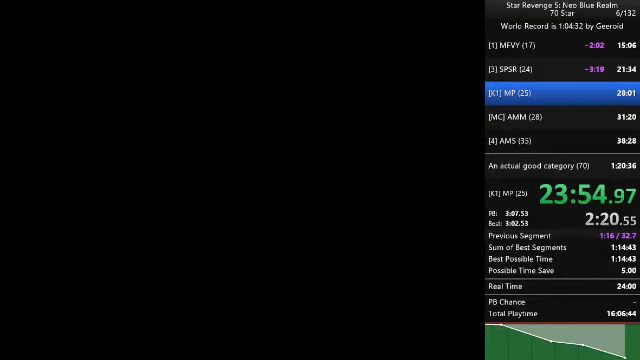 Star Revenge 5: Neo Blue Realm
70 Star 6/132
World Record is 1:04:32 by Geeroid
[1] MFVY (17) -2:02 15:06
[3] SPSR (24) -3:19 21:34
[K1] MP (25) 28:01
[MC] AMM (28) 31:20
[4] AMS (35) 38:28
An actual good category (70) 1:20:36
[K1] MP (25) 23:54.97
PB: 3:07.53
Best: 3:02.53 2:20.55
Previous Segment -1:16 / 32.7
Sum of Best Segments 1:14:43
Best Possible Time 1:14:43
Possible Time Save 5.00
Real Time 24:00
PB Chance -
Total Playtime 16:06:44